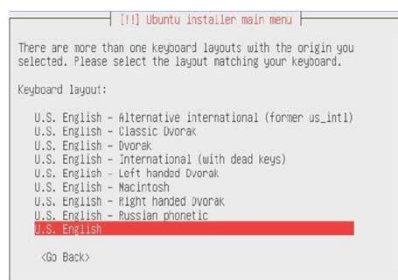 [!!] Ubuntu installer main menu
There are more than one keyboard layouts with the origin you
selected. Please select the layout matching your keyboard.
Keyboard layout:
U.S. English - Alternative international (former us_intl)
U.S. English - Classic Dvorak
U.S. English - Dvorak
U.S. English - International (with dead keys)
U.S. English - Left handed Dvorak
U.S. English - Macintosh
U.S. English - Right handed Dvorak
U.S. English - Russian phonetic
U.S. English
<Go Back>